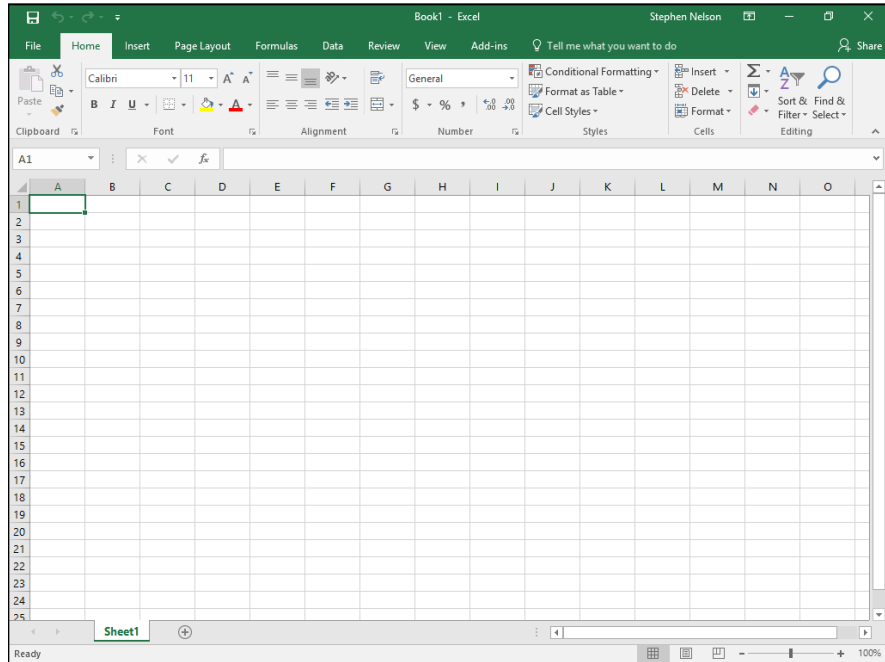 Book1 - Excel Stephen Nelson
File Home Insert Page Layout Formulas Data Review View Add-ins Tell me what you want to do Share
Calibri 11 A A General Conditional Formatting Insert Σ
Paste B I U A $ % , .0 .00 .00 .0 Format as Table Delete Sort & Find &
Cell Styles Format Filter Select
Clipboard Font Alignment Number Styles Cells Editing
A1 fx
A B C D E F G H I J K L M N O
1
2
3
4
5
6
7
8
9
10
11
12
13
14
15
16
17
18
19
20
21
22
23
24
25
Sheet1
Ready 100%